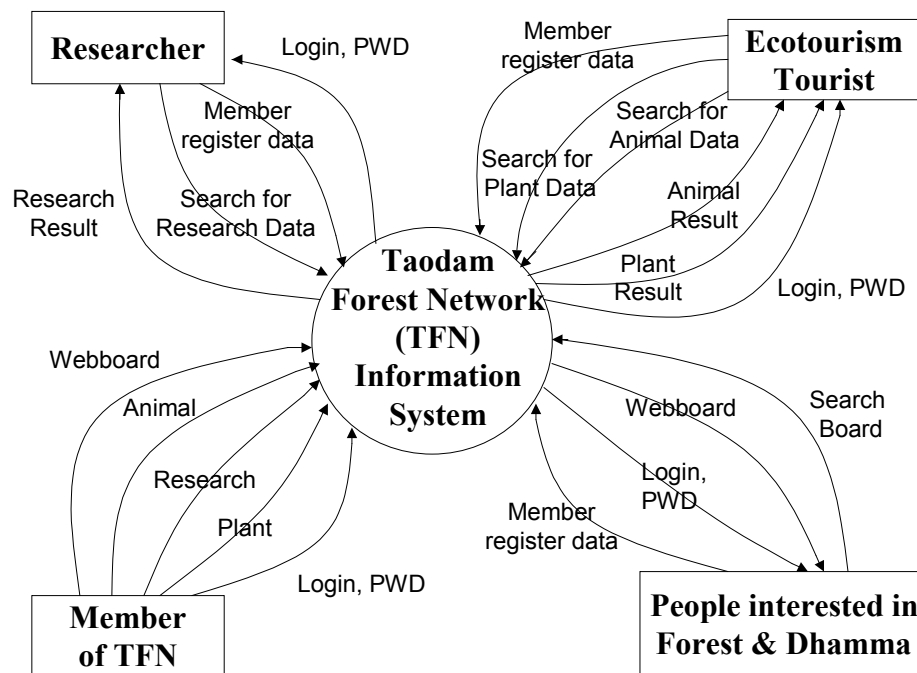 Researcher
Login, PWD
Member
register data
Ecotourism
Tourist
Member
register data
Search for
Animal Data
Search for
Plant Data
Research
Result
Search for
Research Data
Animal
Result
Plant
Result
Login, PWD
Taodam
Forest Network
(TFN)
Information
System
Webboard
Animal
Research
Plant
Login, PWD
Webboard
Search
Board
Login,
PWD
Member
register data
Member
of TFN
People interested in
Forest & Dhamma